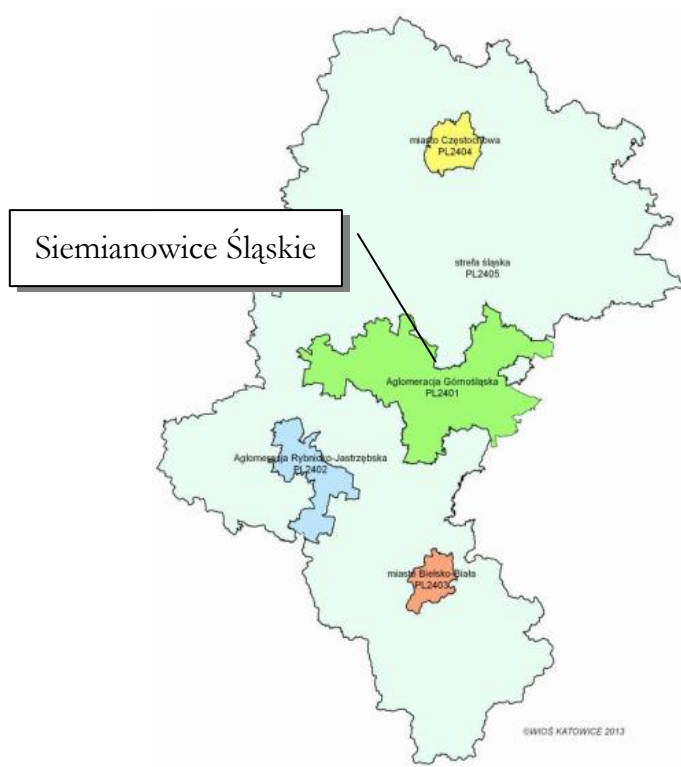 miasto Częstochowa
PL2404
Siemianowice Śląskie
strefa śląska
PL2405
Aglomeracja Górnośląska
PL2401
Aglomeracja Rybnicko-Jastrzębska
PL2402
miasto Bielsko-Biała
PL2403
©WIOŚ KATOWICE 2013